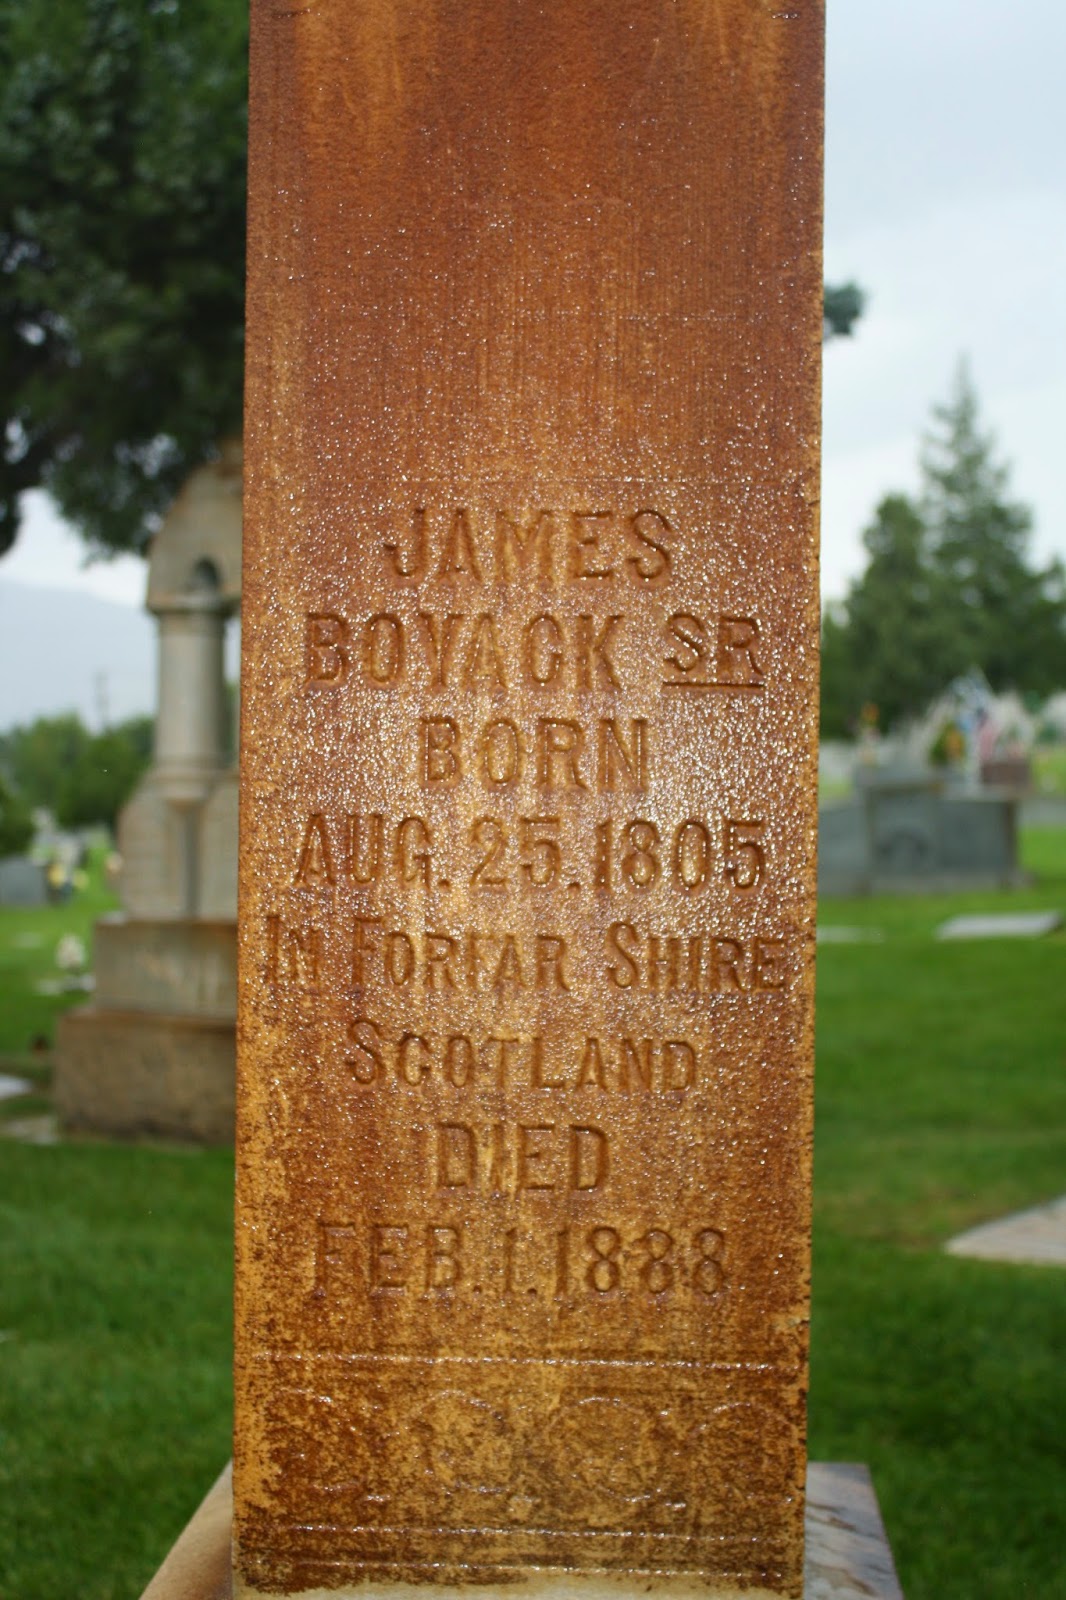 JAMES
BOYACK SR
BORN
AUG. 25. 1805
IN FORFAR SHIRE
SCOTLAND
DIED
FEB. 1. 1888